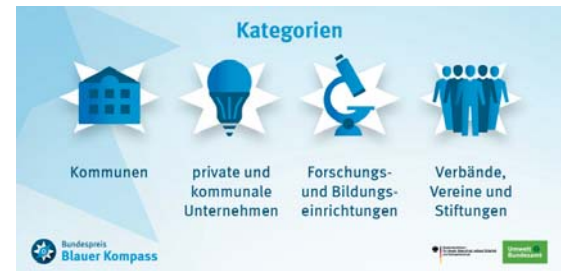 Kategorien
Kommunen
private und
kommunale
Unternehmen
Forschungs-
und Bildungs-
einrichtungen
Verbände,
Vereine und
Stiftungen
Bundespreis
Blauer Kompass
Umwelt
Bundesamt